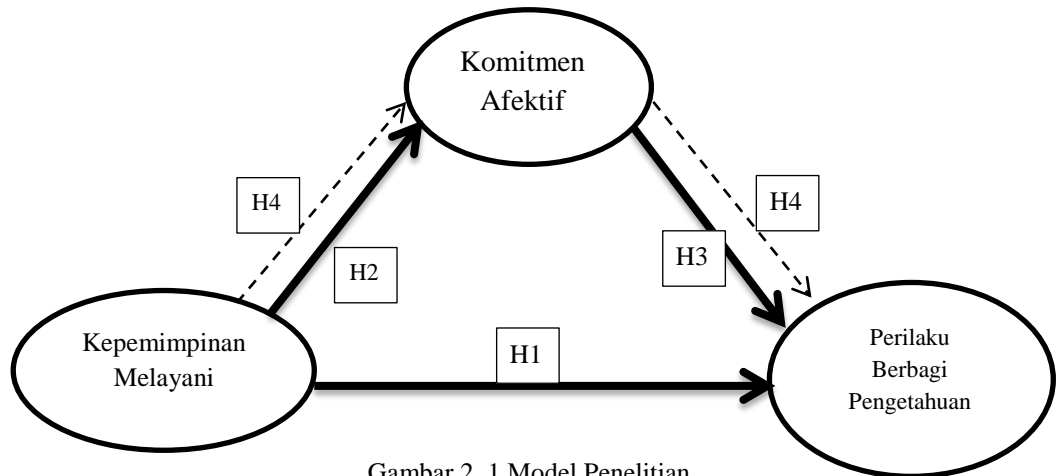 Komitmen
Afektif
H4
H4
H2
H3
Kepemimpinan
Melayani
H1
Perilaku
Berbagi
Pengetahuan
Gambar 2. 1 Model Penelitian